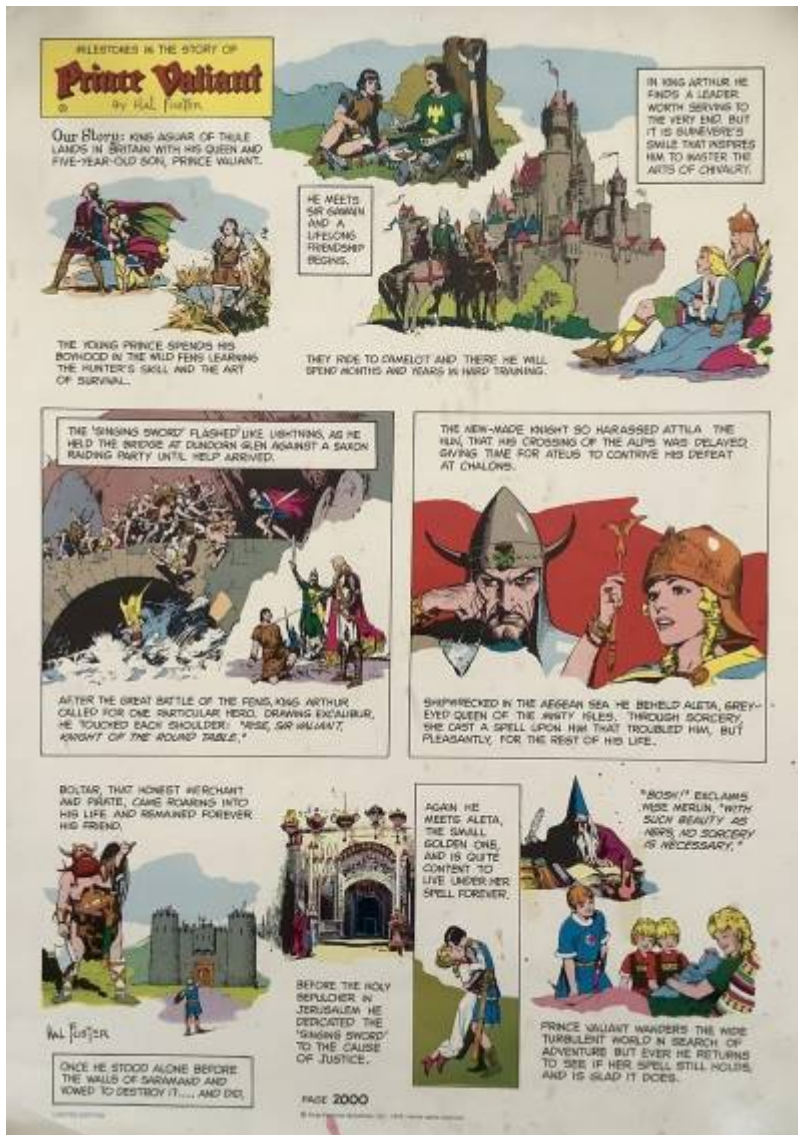 MILESTONES IN THE STORY OF
Prince Valiant
BY HAL FOSTER
Our Story: KING AGUAR OF THULE
LANDS IN BRITAIN WITH HIS QUEEN AND
FIVE-YEAR-OLD SON, PRINCE VALIANT.
THE YOUNG PRINCE SPENDS HIS
BOYHOOD IN THE WILD FENS LEARNING
THE HUNTER'S SKILL AND THE ART
OF SURVIVAL.
HE MEETS
SIR GAWAIN
AND A
LIFELONG
FRIENDSHIP
BEGINS.
THEY RIDE TO CAMELOT AND THERE HE WILL
SPEND MONTHS AND YEARS IN HARD TRAINING.
IN KING ARTHUR HE
FINDS A LEADER
WORTH SERVING TO
THE VERY END. BUT
IT IS GUINEVERE'S
SMILE THAT INSPIRES
HIM TO MASTER THE
ARTS OF CHIVALRY.
THE 'SINGING SWORD' FLASHED LIKE LIGHTNING, AS HE
HELD THE BRIDGE AT DUNDORN GLEN AGAINST A SAXON
RAIDING PARTY UNTIL HELP ARRIVED.
AFTER THE GREAT BATTLE OF THE FENS, KING ARTHUR
CALLED FOR ONE PARTICULAR HERO. DRAWING EXCALIBUR,
HE TOUCHED EACH SHOULDER: "RISE, SIR VALIANT,
KNIGHT OF THE ROUND TABLE."
THE NEW-MADE KNIGHT SO HARASSED ATTILA THE
HUN, THAT HIS CROSSING OF THE ALPS WAS DELAYED,
GIVING TIME FOR ATEUS TO CONTRIVE HIS DEFEAT
AT CHALONS.
SHIPWRECKED IN THE AEGEAN SEA HE BEHELD ALETA, GREY-
EYED QUEEN OF THE MISTY ISLES. THROUGH SORCERY,
SHE CAST A SPELL UPON HIM THAT TROUBLED HIM, BUT
PLEASANTLY, FOR THE REST OF HIS LIFE.
BOLTAR, THAT HONEST MERCHANT
AND PIRATE, CAME ROARING INTO
HIS LIFE AND REMAINED FOREVER
HIS FRIEND.
HAL FOSTER
ONCE HE STOOD ALONE BEFORE
THE WALLS OF SARAMAND AND
VOWED TO DESTROY IT..... AND DID.
BEFORE THE HOLY
SEPULCHER IN
JERUSALEM HE
DEDICATED THE
'SINGING SWORD'
TO THE CAUSE
OF JUSTICE.
AGAIN HE
MEETS ALETA,
THE SMALL
GOLDEN ONE,
AND IS QUITE
CONTENT TO
LIVE UNDER HER
SPELL FOREVER.
"BOSH!" EXCLAIMS
WISE MERLIN, "WITH
SUCH BEAUTY AS
HERS, NO SORCERY
IS NECESSARY."
PRINCE VALIANT WANDERS THE WIDE
TURBULENT WORLD IN SEARCH OF
ADVENTURE BUT EVER HE RETURNS
TO SEE IF HER SPELL STILL HOLDS,
AND IS GLAD IT DOES.
PAGE 2000
LIMITED EDITION